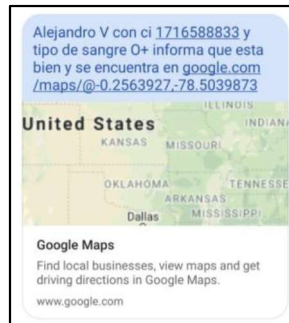 Alejandro V con ci 1716588833 y
tipo de sangre O+ informa que esta
bien y se encuentra en google.com
/maps/@-0.2563927,-78.5039873
ILLINOIS
United States
INDIAN
KANSAS
MISSOURI
OKLAHOMA
TENNESSE
ARKANSAS
Dallas
MISSISSIPPI
Google Maps
Find local businesses, view maps and get
driving directions in Google Maps.
www.google.com